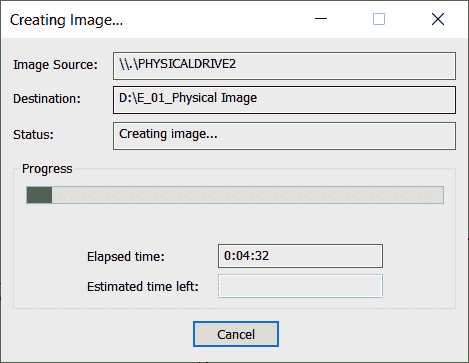 Creating Image...
Image Source: \\.\PHYSICALDRIVE2
Destination: D:\E_01_Physical Image
Status: Creating image...
Progress
Elapsed time: 0:04:32
Estimated time left:
Cancel